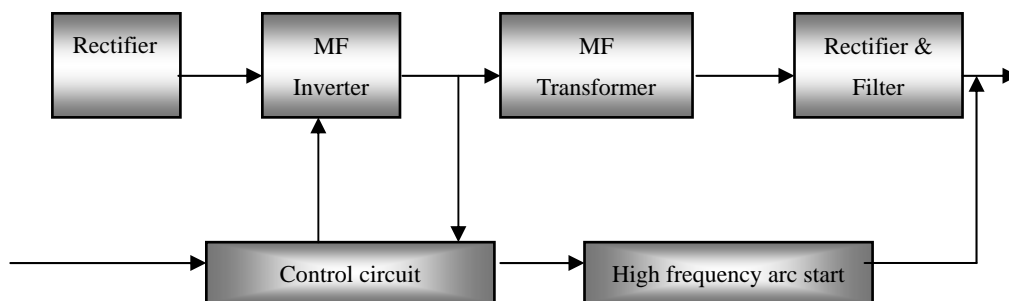 Rectifier
MF
Inverter
MF
Transformer
Rectifier &
Filter
Control circuit
High frequency arc start